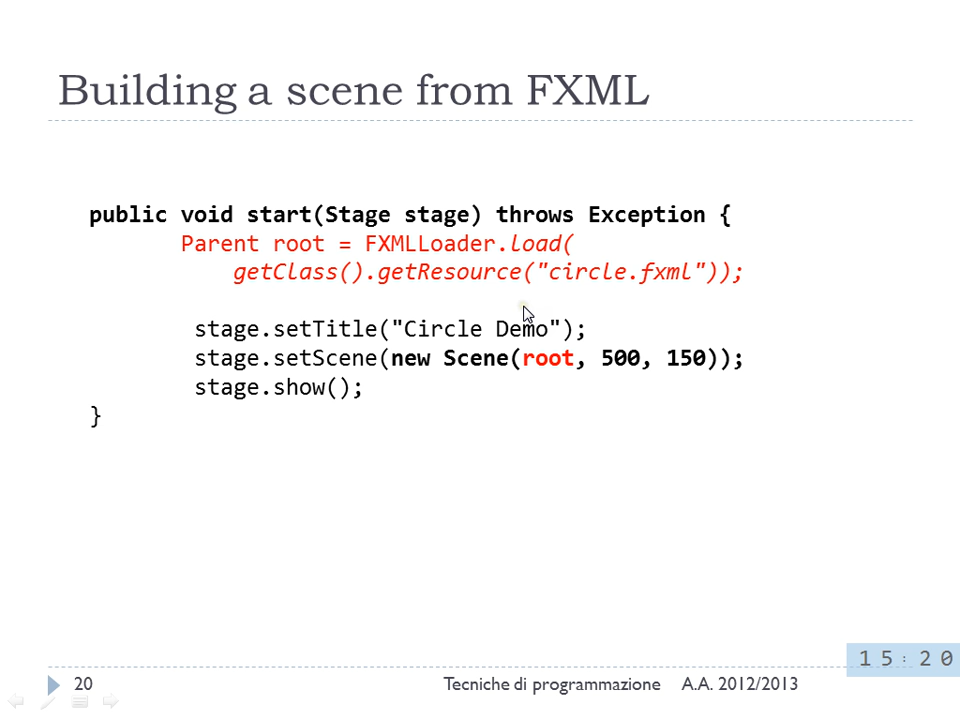 Building a scene from FXML
public void start(Stage stage) throws Exception {
Parent root = FXMLLoader.load(
getClass().getResource("circle.fxml"));
stage.setTitle("Circle Demo");
stage.setScene(new Scene(root, 500, 150));
stage.show();
}
15:20
20 Tecniche di programmazione A.A. 2012/2013